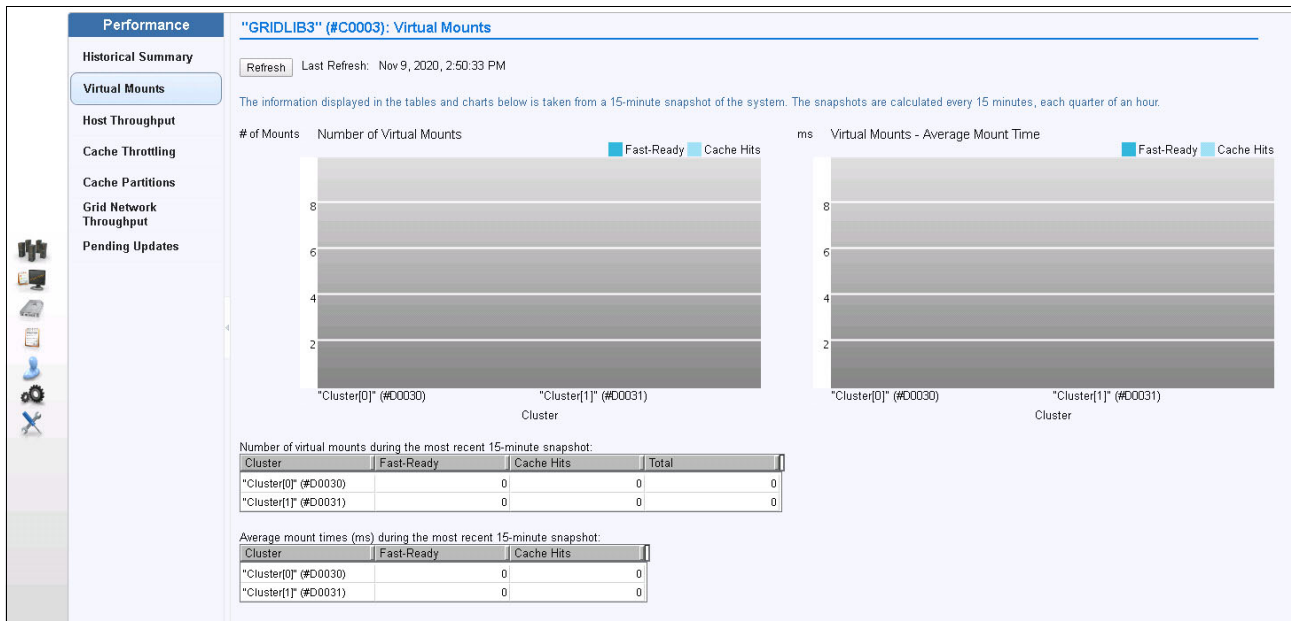 Performance
Historical Summary
Virtual Mounts
Host Throughput
Cache Throttling
Cache Partitions
Grid Network
Throughput
Pending Updates
"GRIDLIB3" (#C0003): Virtual Mounts
Refresh Last Refresh: Nov 9, 2020, 2:50:33 PM
The information displayed in the tables and charts below is taken from a 15-minute snapshot of the system. The snapshots are calculated every 15 minutes, each quarter of an hour.
# of Mounts Number of Virtual Mounts
Fast-Ready Cache Hits
8
6
4
2
"Cluster[0]" (#D0030) "Cluster[1]" (#D0031)
Cluster
ms Virtual Mounts - Average Mount Time
Fast-Ready Cache Hits
8
6
4
2
"Cluster[0]" (#D0030) "Cluster[1]" (#D0031)
Cluster
Number of virtual mounts during the most recent 15-minute snapshot:
Cluster Fast-Ready Cache Hits Total
"Cluster[0]" (#D0030) 0 0 0
"Cluster[1]" (#D0031) 0 0 0
Average mount times (ms) during the most recent 15-minute snapshot:
Cluster Fast-Ready Cache Hits
"Cluster[0]" (#D0030) 0 0
"Cluster[1]" (#D0031) 0 0